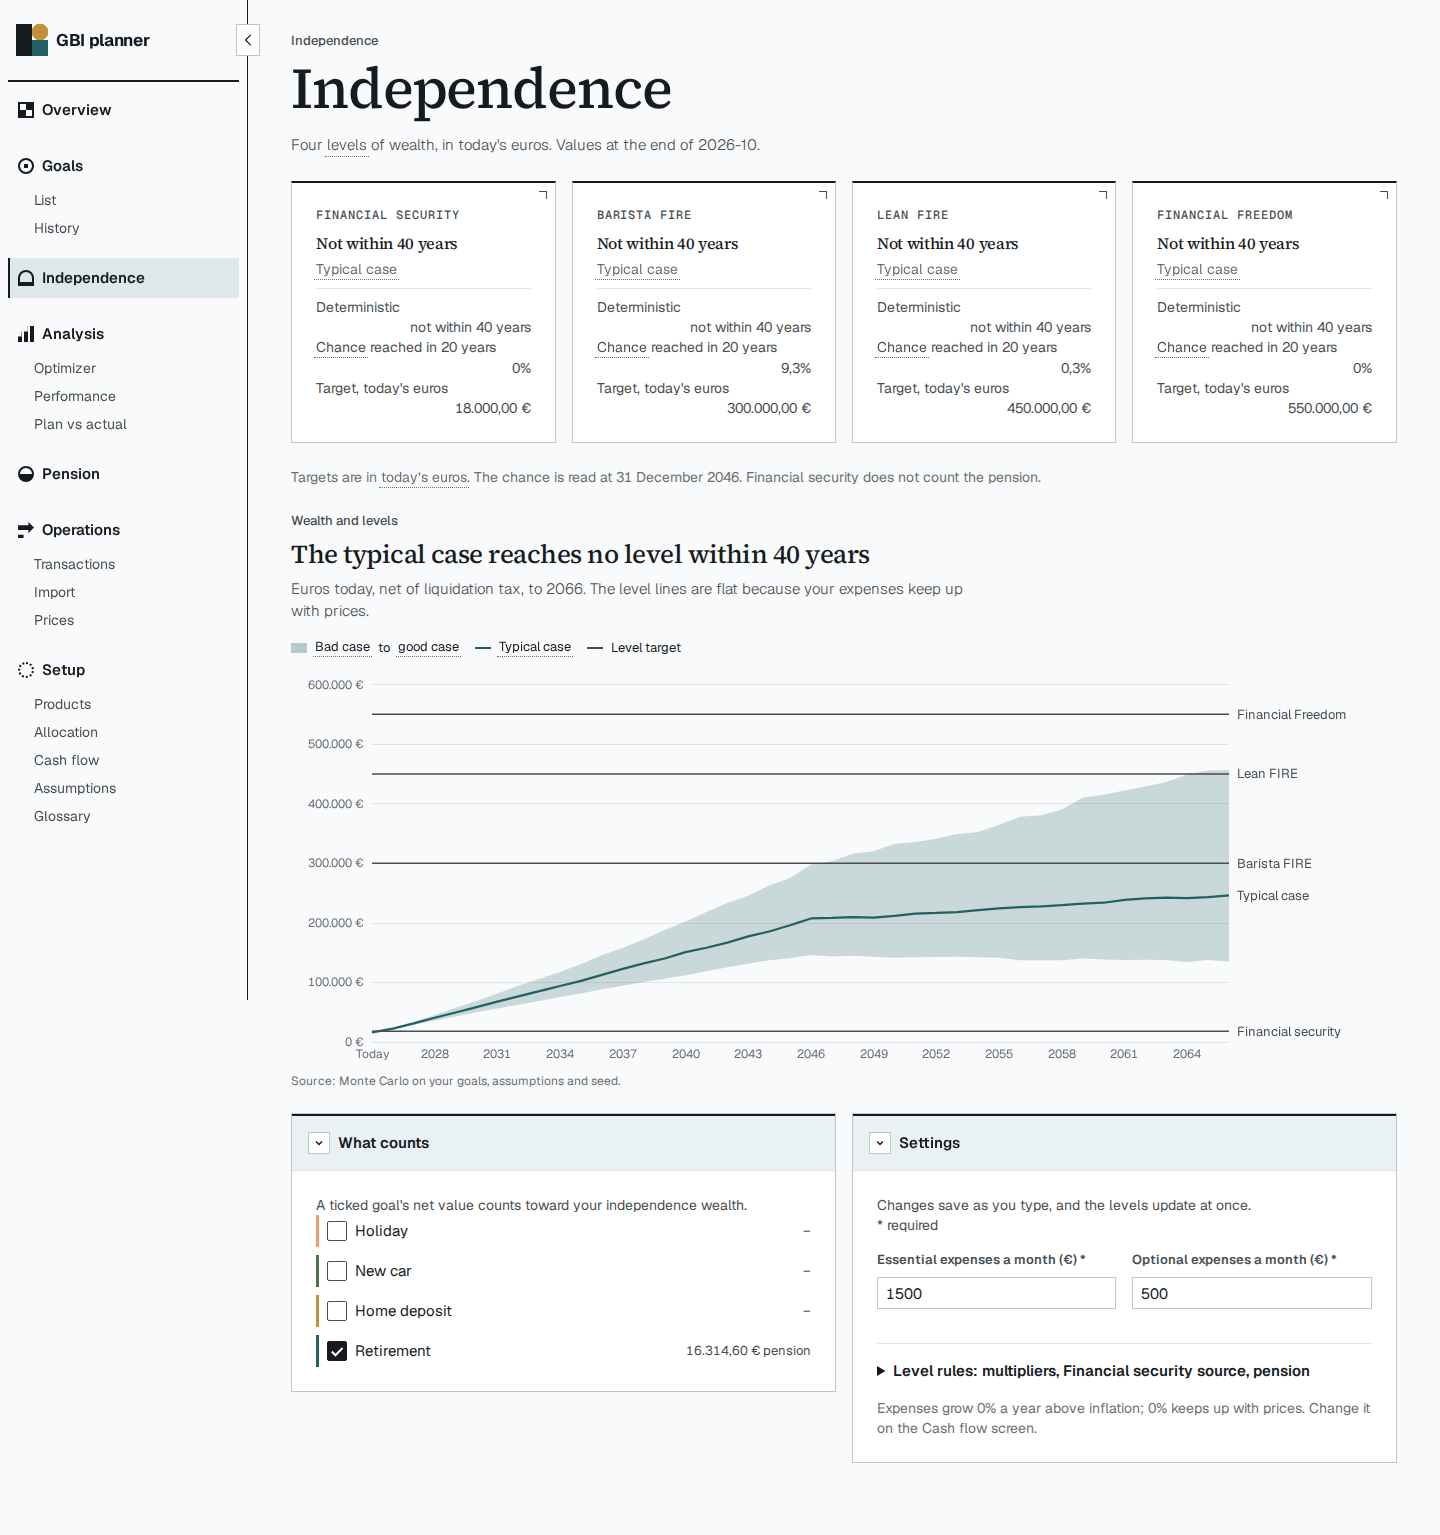 GBI planner
Overview
Goals
List
History
Independence
Analysis
Optimizer
Performance
Plan vs actual
Pension
Operations
Transactions
Import
Prices
Setup
Products
Allocation
Cash flow
Assumptions
Glossary
Independence
Independence
Four levels of wealth, in today's euros. Values at the end of 2026-10.
FINANCIAL SECURITY
Not within 40 years
Typical case
Deterministic
not within 40 years
Chance reached in 20 years
0%
Target, today's euros
18.000,00 €
BARISTA FIRE
Not within 40 years
Typical case
Deterministic
not within 40 years
Chance reached in 20 years
9,3%
Target, today's euros
300.000,00 €
LEAN FIRE
Not within 40 years
Typical case
Deterministic
not within 40 years
Chance reached in 20 years
0,3%
Target, today's euros
450.000,00 €
FINANCIAL FREEDOM
Not within 40 years
Typical case
Deterministic
not within 40 years
Chance reached in 20 years
0%
Target, today's euros
550.000,00 €
Targets are in today's euros. The chance is read at 31 December 2046. Financial security does not count the pension.
Wealth and levels
The typical case reaches no level within 40 years
Euros today, net of liquidation tax, to 2066. The level lines are flat because your expenses keep up
with prices.
Bad case to good case Typical case Level target
600.000 €
Financial Freedom
500.000 €
Lean FIRE
400.000 €
300.000 € Barista FIRE
Typical case
200.000 €
100.000 €
Financial security
0 €
Today 2028 2031 2034 2037 2040 2043 2046 2049 2052 2055 2058 2061 2064
Source: Monte Carlo on your goals, assumptions and seed.
What counts
A ticked goal's net value counts toward your independence wealth.
Holiday –
New car –
Home deposit –
Retirement 16.314,60 € pension
Settings
Changes save as you type, and the levels update at once.
* required
Essential expenses a month (€) * Optional expenses a month (€) *
1500 500
Level rules: multipliers, Financial security source, pension
Expenses grow 0% a year above inflation; 0% keeps up with prices. Change it
on the Cash flow screen.